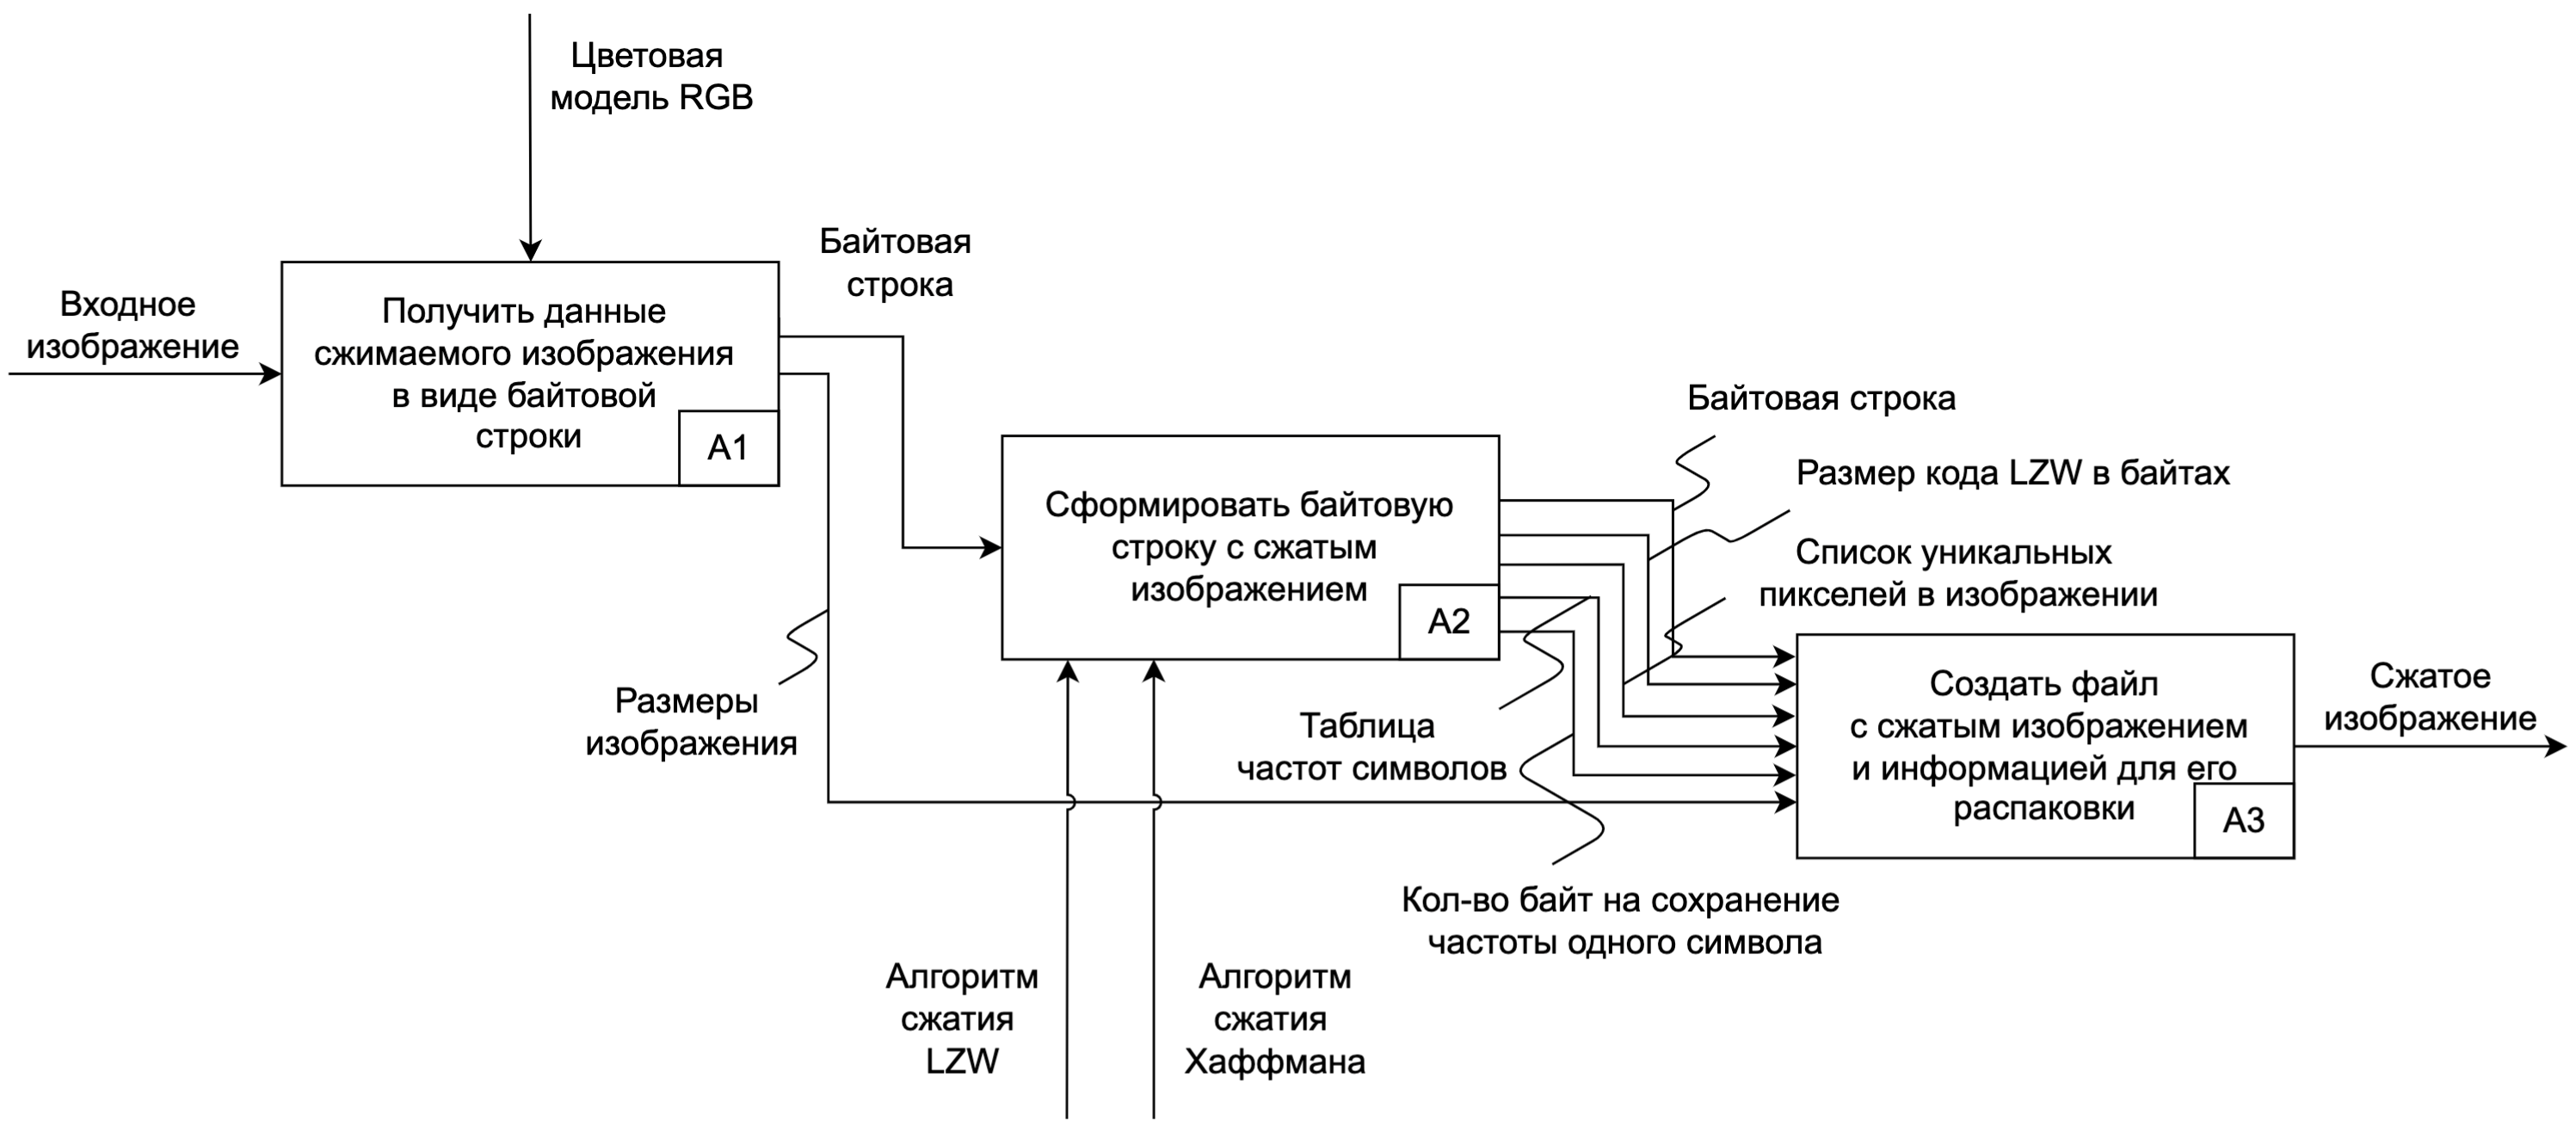 Цветовая
модель RGB
Входное
изображение
Получить данные
сжимаемого изображения
в виде байтовой
строки
A1
Байтовая
строка
Размеры
изображения
Сформировать байтовую
строку с сжатым
изображением
A2
Алгоритм
сжатия
LZW
Алгоритм
сжатия
Хаффмана
Байтовая строка
Размер кода LZW в байтах
Список уникальных
пикселей в изображении
Таблица
частот символов
Кол-во байт на сохранение
частоты одного символа
Создать файл
с сжатым изображением
и информацией для его
распаковки
A3
Сжатое
изображение